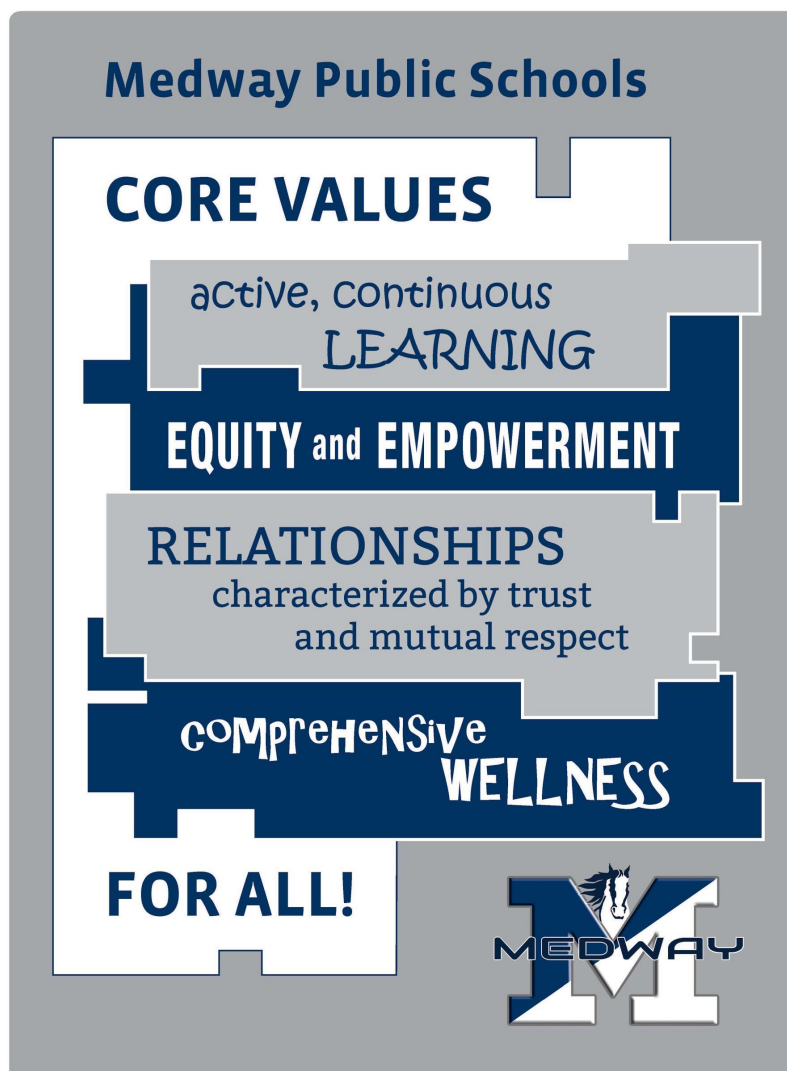 Medway Public Schools
CORE VALUES
active, continuous
LEARNING
EQUITY and EMPOWERMENT
RELATIONSHIPS
characterized by trust
and mutual respect
comprehensive
WELLNESS
FOR ALL!
M
MEDWAY